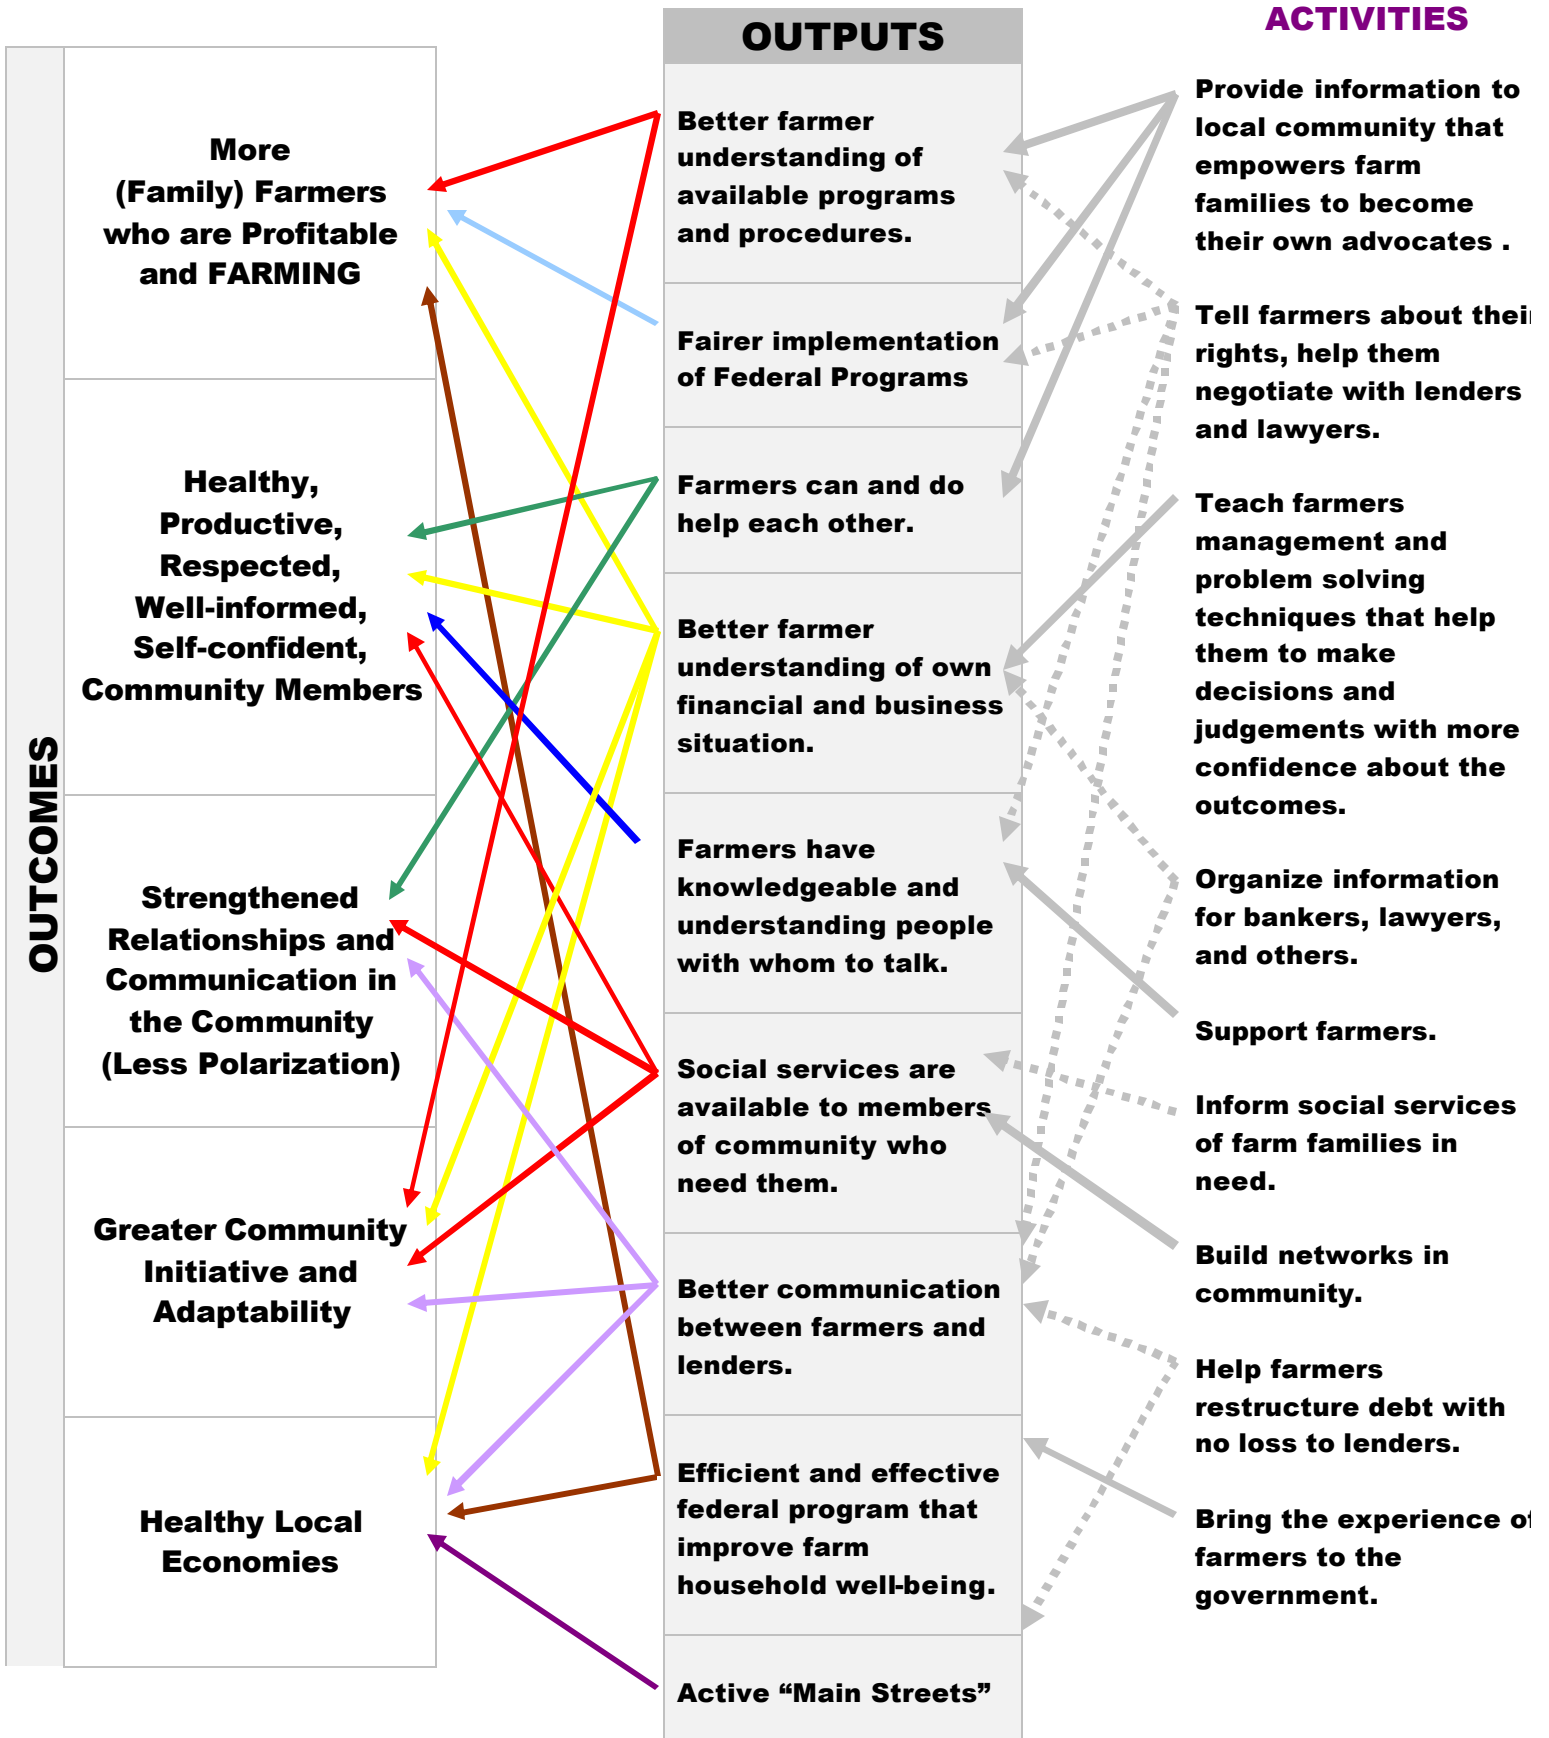 OUTCOMES
More
(Family) Farmers
who are Profitable
and FARMING
Healthy,
Productive,
Respected,
Well-informed,
Self-confident,
Community Members
Strengthened
Relationships and
Communication in
the Community
(Less Polarization)
Greater Community
Initiative and
Adaptability
Healthy Local
Economies
OUTPUTS
Better farmer
understanding of
available programs
and procedures.
Fairer implementation
of Federal Programs
Farmers can and do
help each other.
Better farmer
understanding of own
financial and business
situation.
Farmers have
knowledgeable and
understanding people
with whom to talk.
Social services are
available to members
of community who
need them.
Better communication
between farmers and
lenders.
Efficient and effective
federal program that
improve farm
household well-being.
Active “Main Streets”
ACTIVITIES
Provide information to
local community that
empowers farm
families to become
their own advocates .
Tell farmers about their
rights, help them
negotiate with lenders
and lawyers.
Teach farmers
management and
problem solving
techniques that help
them to make
decisions and
judgements with more
confidence about the
outcomes.
Organize information
for bankers, lawyers,
and others.
Support farmers.
Inform social services
of farm families in
need.
Build networks in
community.
Help farmers
restructure debt with
no loss to lenders.
Bring the experience of
farmers to the
government.